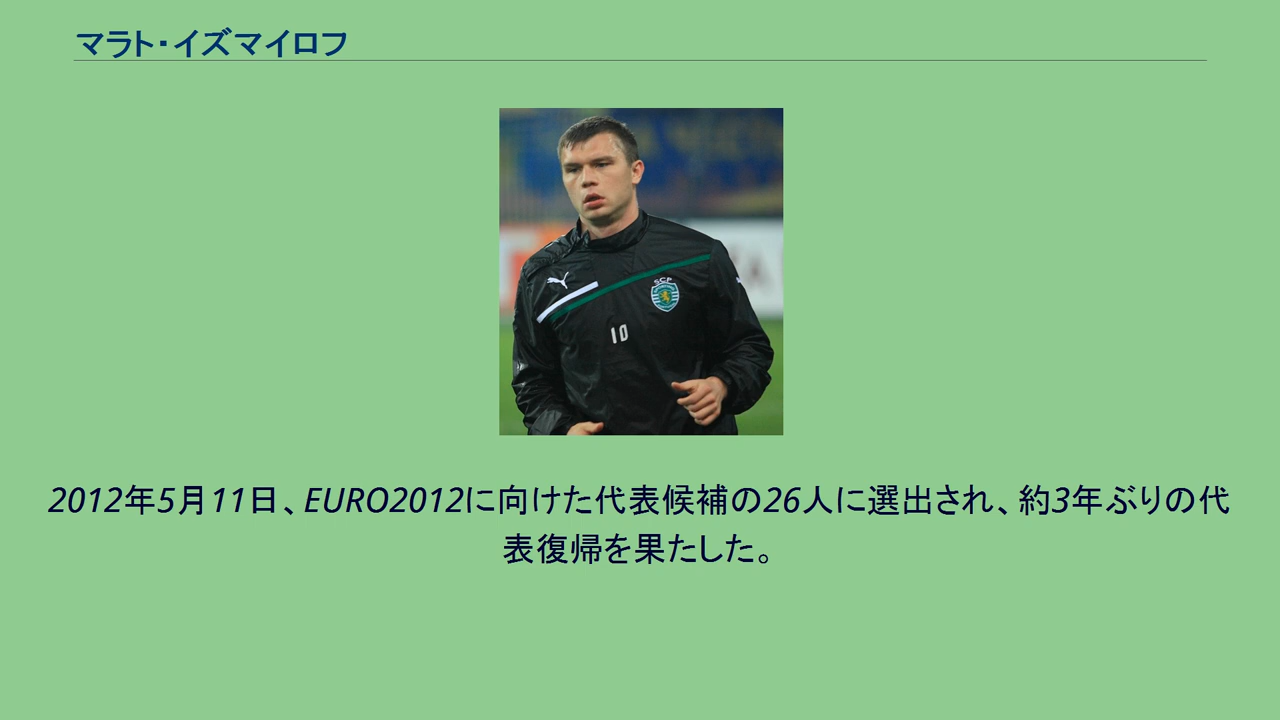 マラト・イズマイロフ
SCP
10
2012年5月11日、EURO2012に向けた代表候補の26人に選出され、約3年ぶりの代
表復帰を果たした。